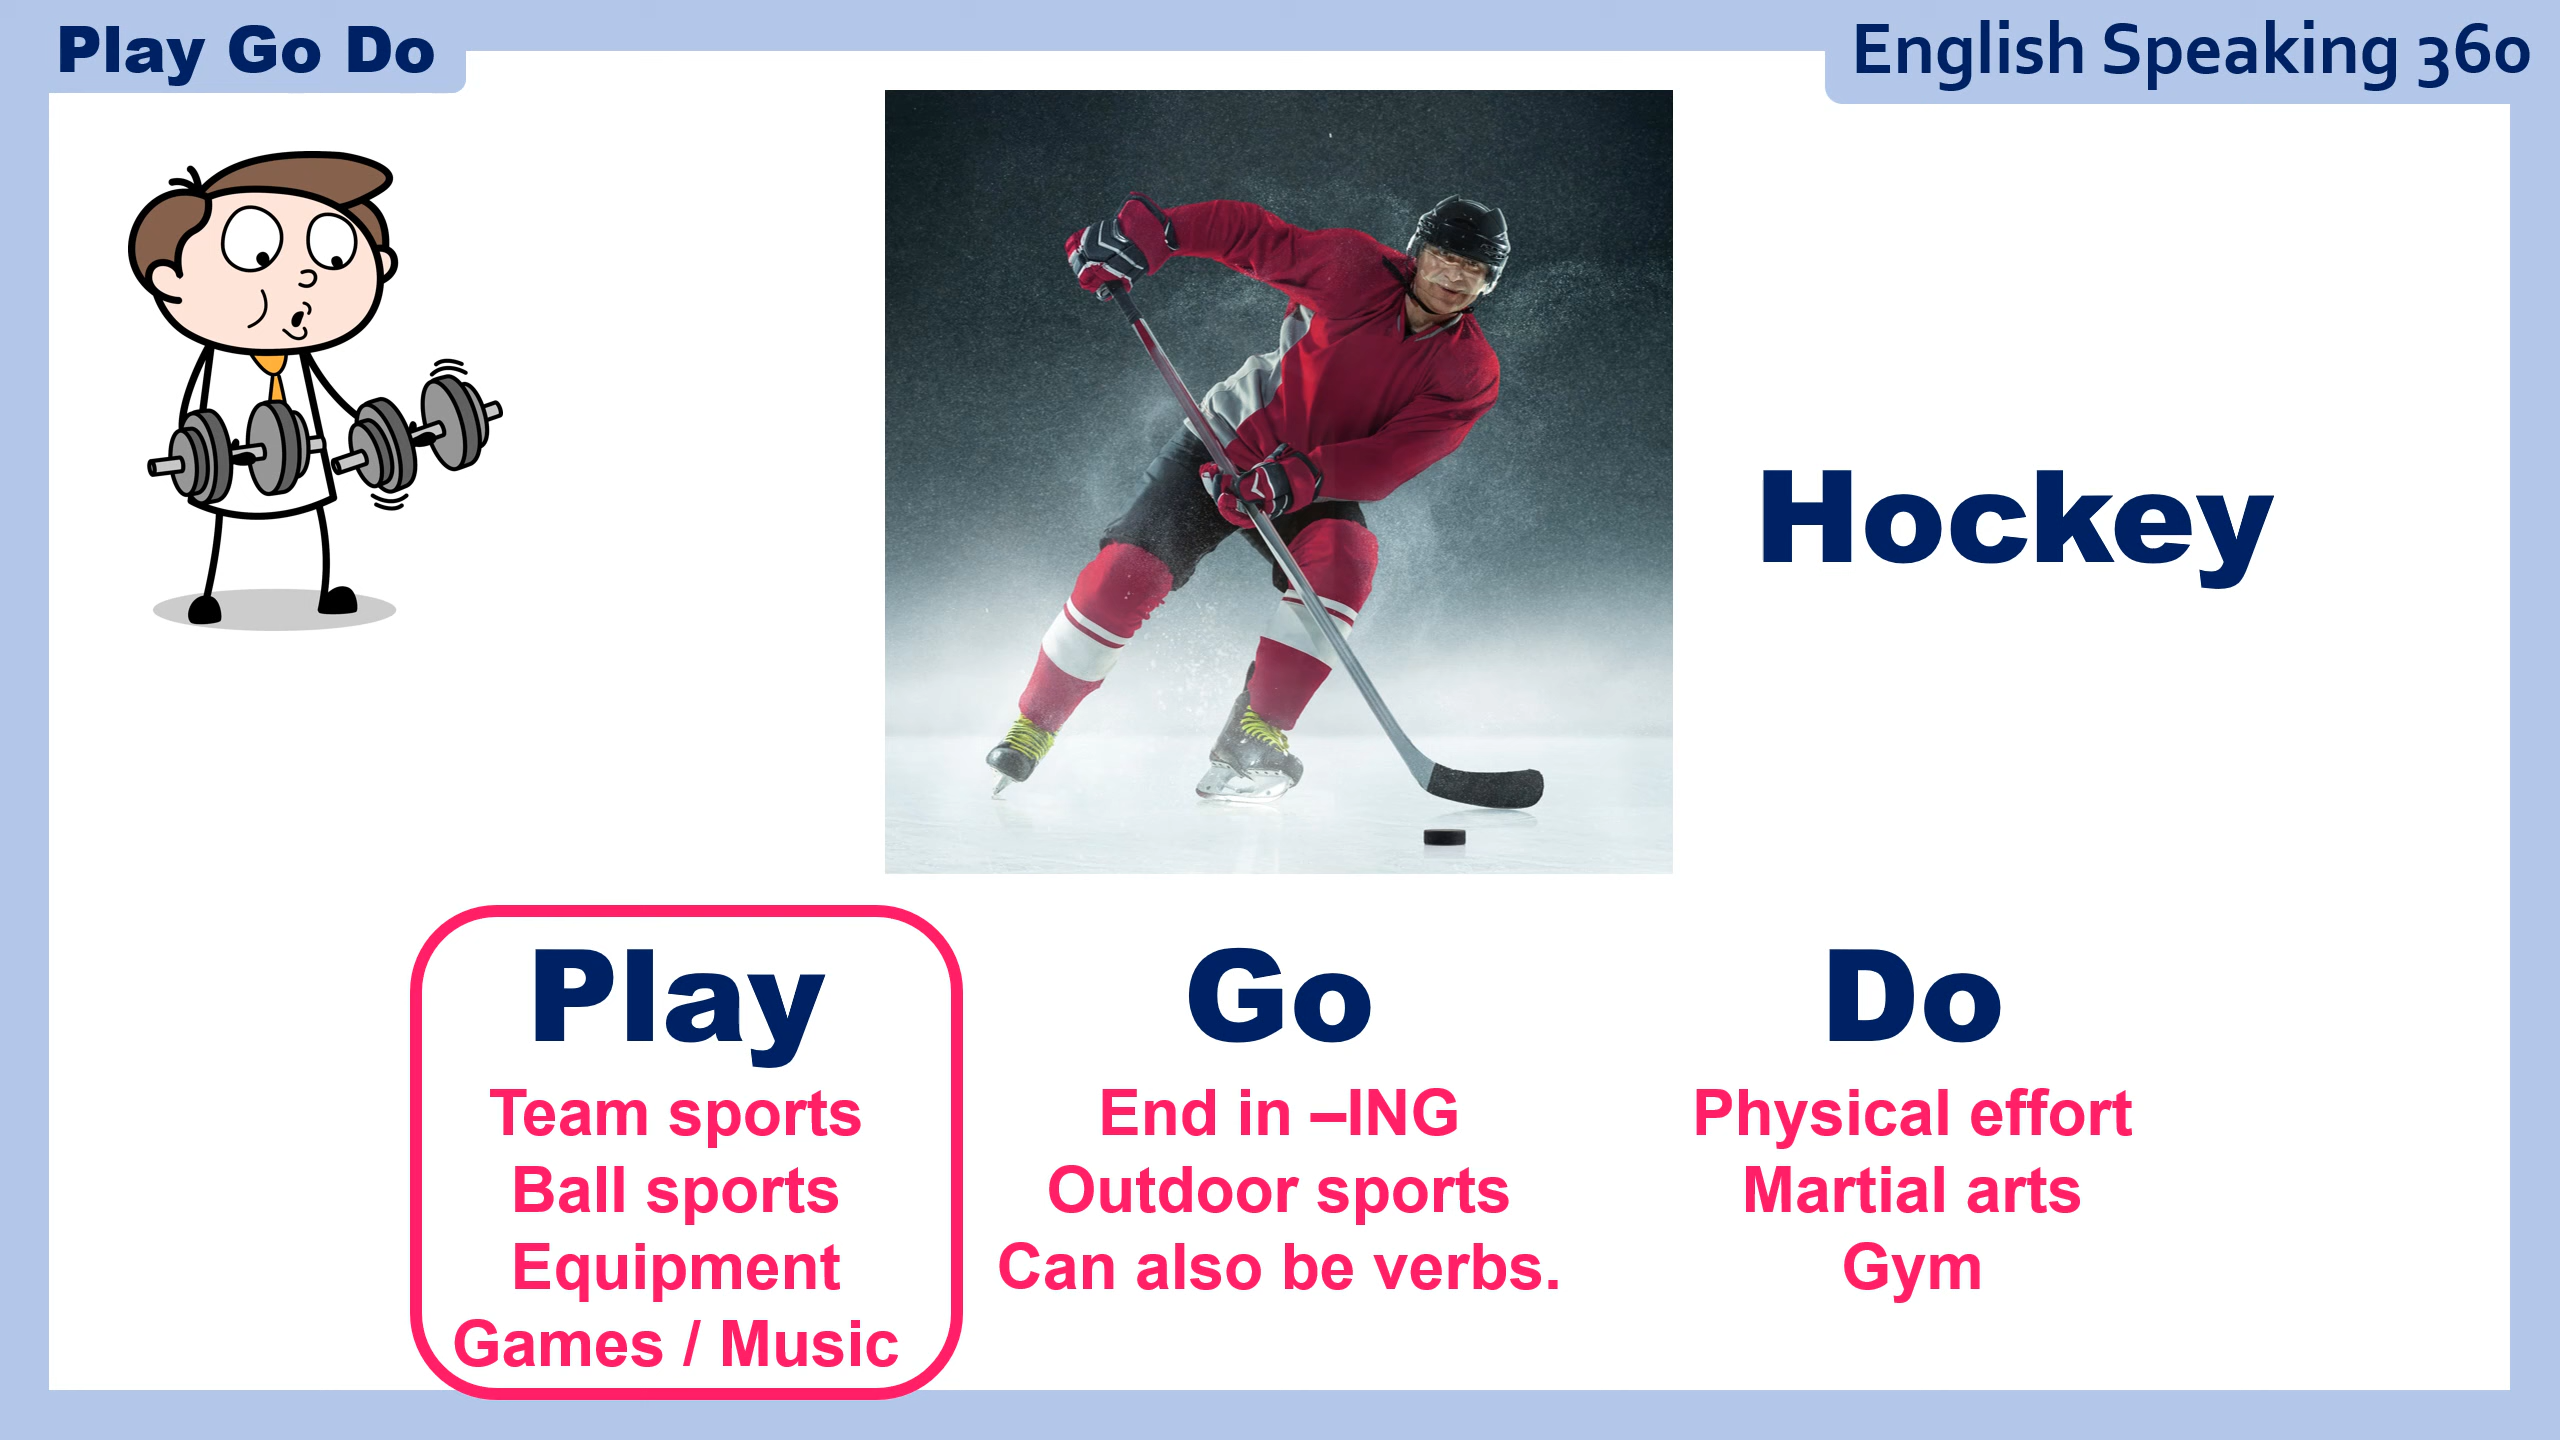 Play Go Do
English Speaking 360
Hockey
Play
Team sports
Ball sports
Equipment
Games / Music
Go
End in –ING
Outdoor sports
Can also be verbs.
Do
Physical effort
Martial arts
Gym